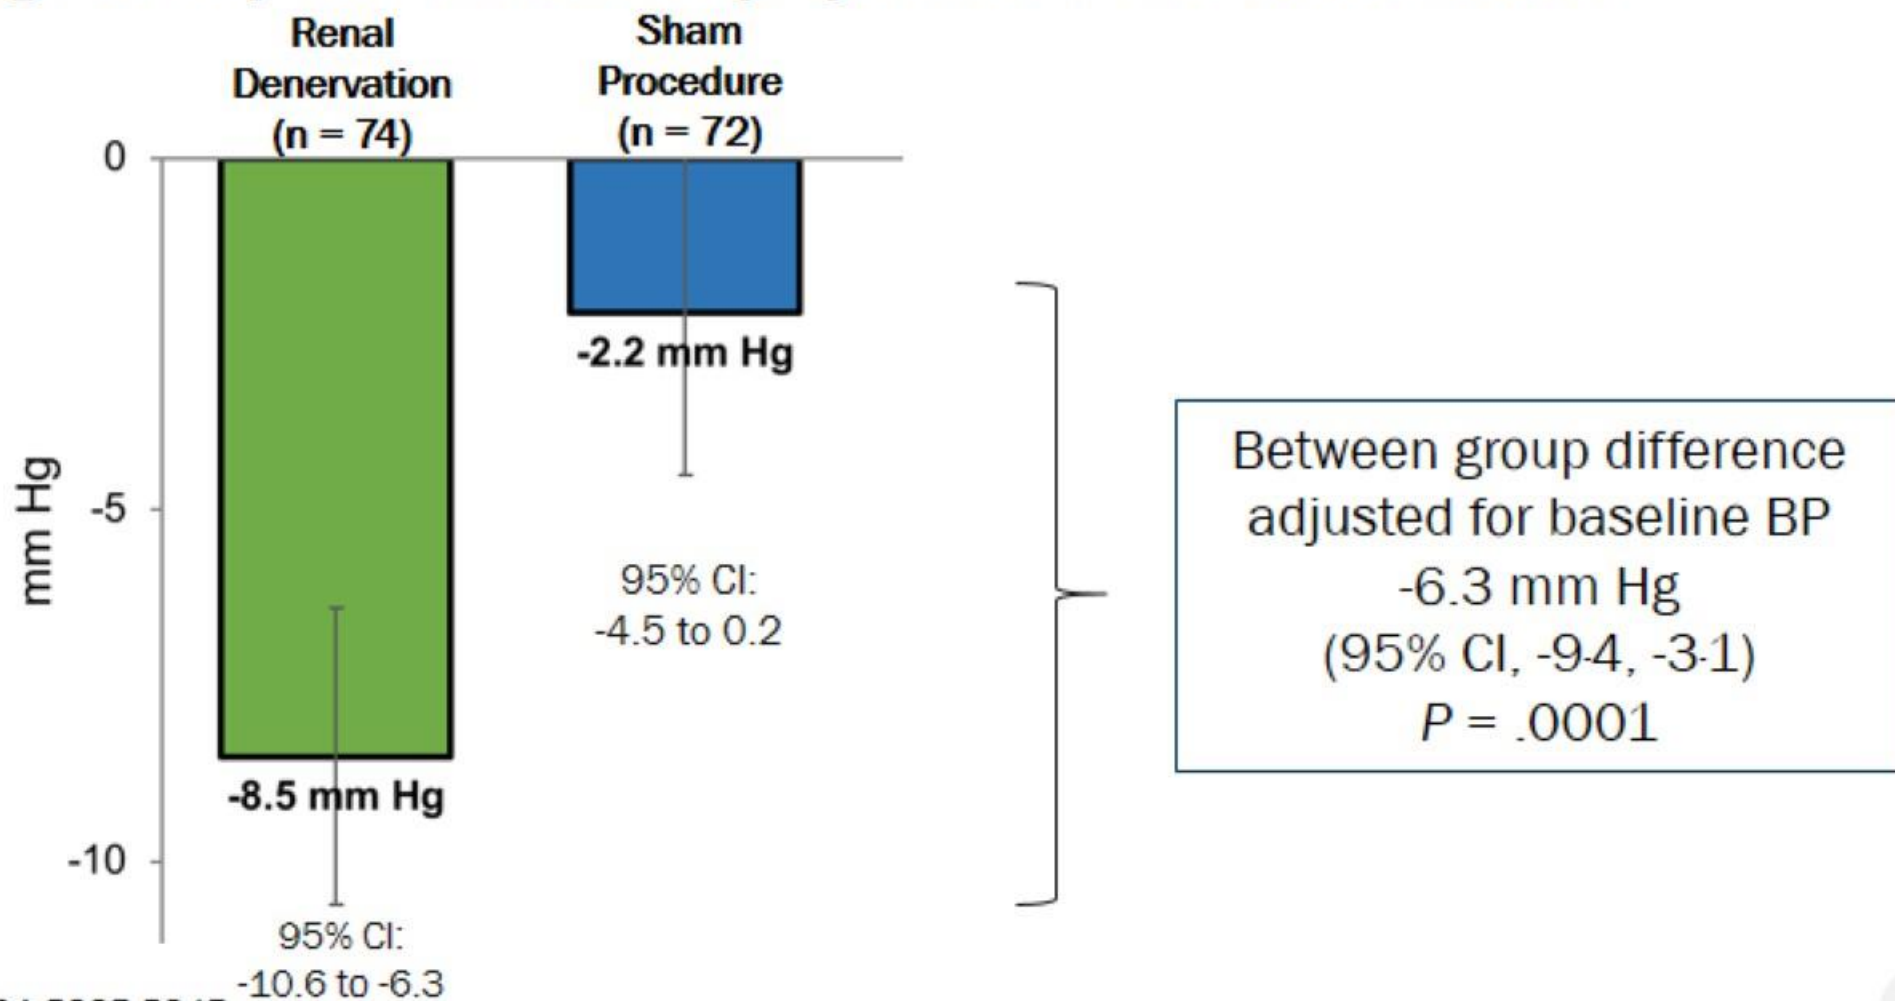 Renal
Denervation
(n = 74)
Sham
Procedure
(n = 72)
0
-5
-10
mm Hg
-2.2 mm Hg
95% CI:
-4.5 to 0.2
-8.5 mm Hg
95% CI:
-10.6 to -6.3
Between group difference
adjusted for baseline BP
-6.3 mm Hg
(95% CI, -9·4, -3·1)
P = .0001